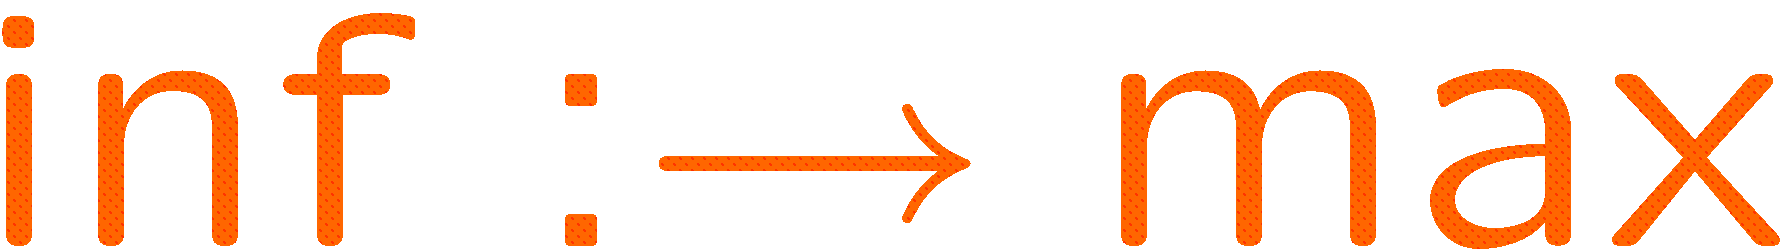 inf :→ max